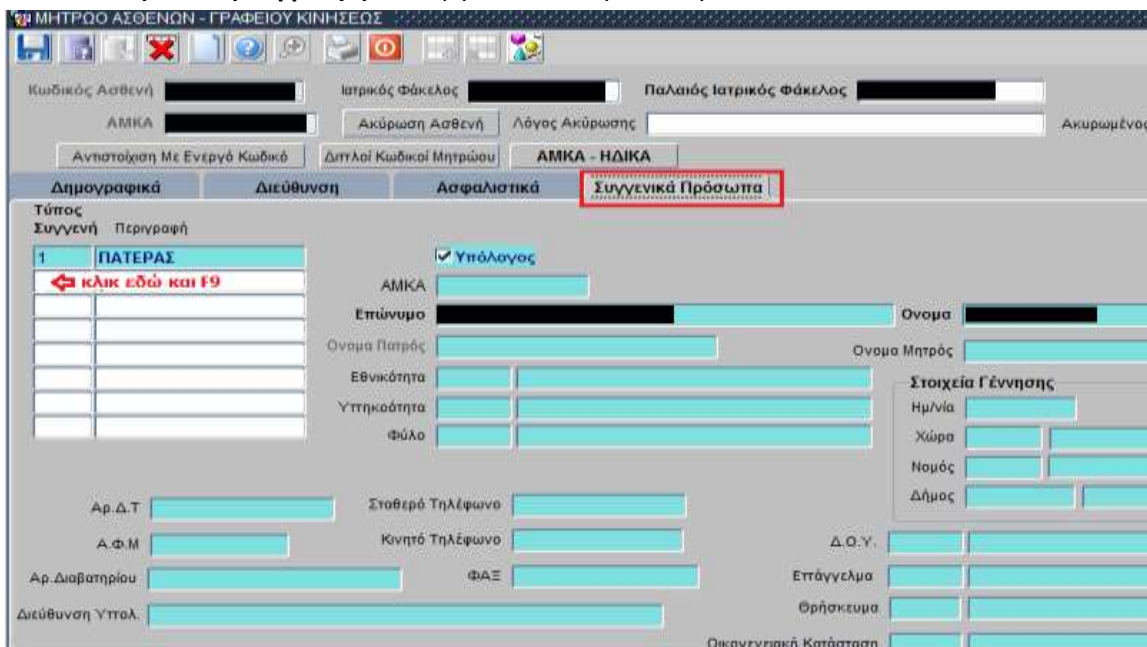 ΜΗΤΡΩΟ ΑΣΘΕΝΩΝ - ΓΡΑΦΕΙΟΥ ΚΙΝΗΣΕΩΣ
Κωδικός Ασθενή Ιατρικός Φάκελος Παλαιός Ιατρικός Φάκελος
ΑΜΚΑ Ακύρωση Ασθενή Λόγος Ακύρωσης Ακυρωμένος
Αντιστοίχιση Με Ενεργό Κωδικό Διπλοί Κωδικοί Μητρώου ΑΜΚΑ - ΗΔΙΚΑ
Δημογραφικά Διεύθυνση Ασφαλιστικά Συγγενικά Πρόσωπα
Τύπος
Συγγενή Περιγραφή
1 ΠΑΤΕΡΑΣ Υπόλογος
κλικ εδώ και F9 ΑΜΚΑ
Επώνυμο Ονομα
Ονομα Πατρός Ονομα Μητρός
Εθνικότητα Στοιχεία Γέννησης
Υπηκοότητα Ημ/νία
Φύλο Χώρα
Νομός
Αρ.Δ.Τ Σταθερό Τηλέφωνο Δήμος
Α.Φ.Μ Κινητό Τηλέφωνο Δ.Ο.Υ.
Αρ.Διαβατηρίου ΦΑΞ Επάγγελμα
Διεύθυνση Υπολ. Θρήσκευμα
Οικογενειακή Κατάσταση